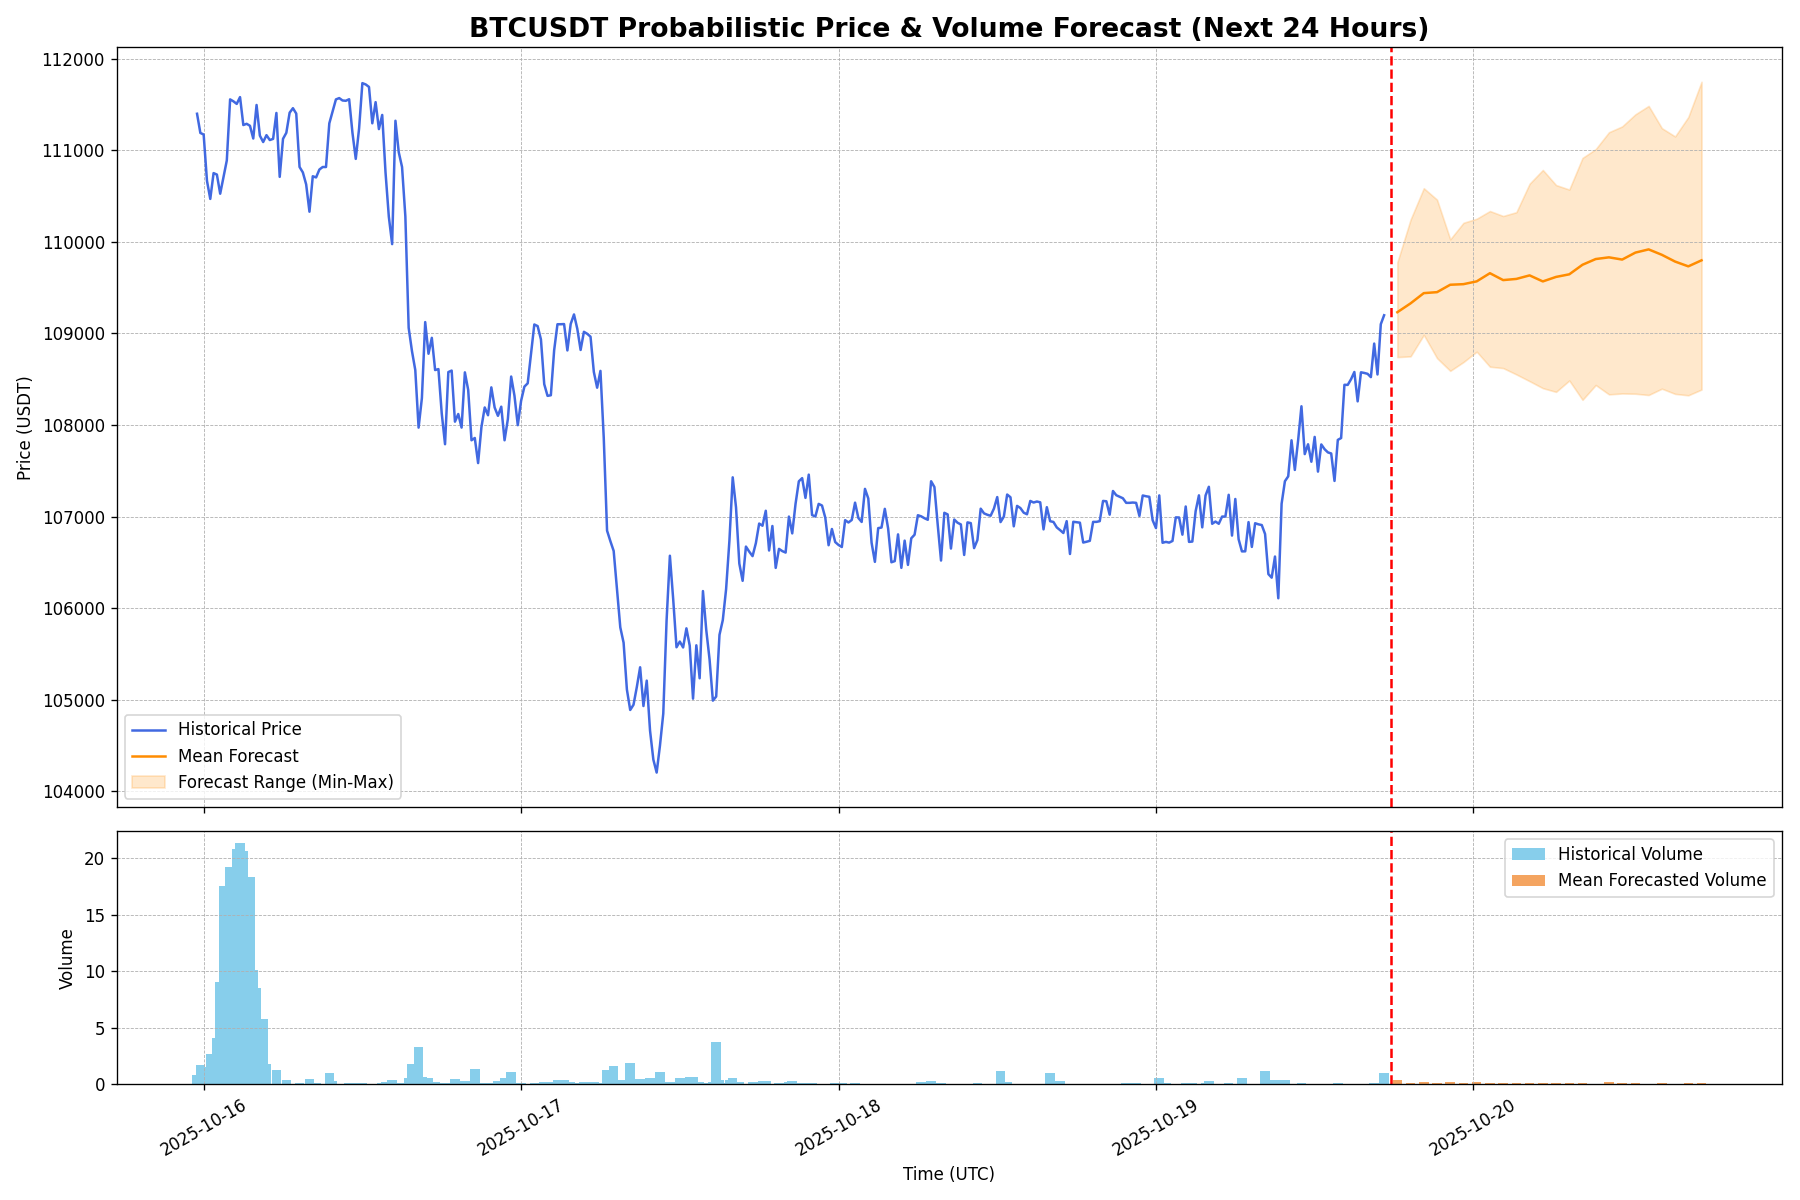 BTCUSDT Probabilistic Price & Volume Forecast (Next 24 Hours)
Price (USDT)
112000
111000
110000
109000
108000
107000
106000
105000
104000
Historical Price
Mean Forecast
Forecast Range (Min-Max)
Volume
20
15
10
5
0
Historical Volume
Mean Forecasted Volume
2025-10-16
2025-10-17
2025-10-18
2025-10-19
2025-10-20
Time (UTC)